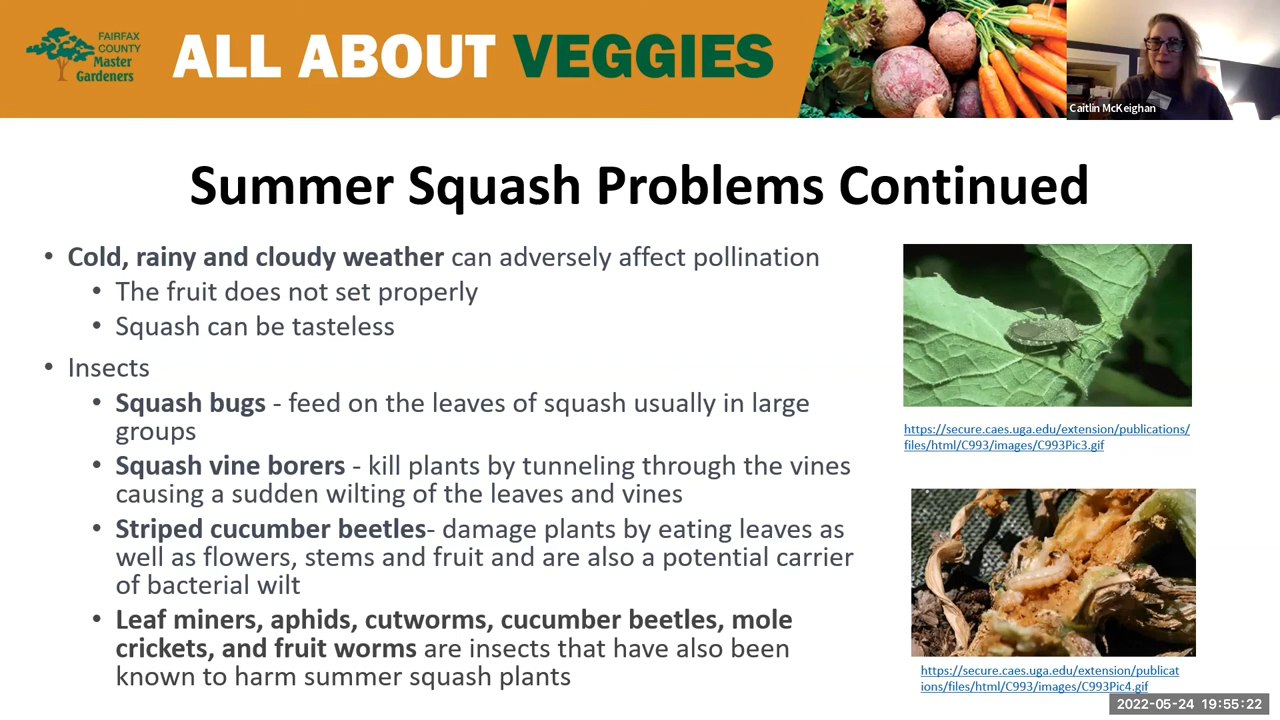 FAIRFAX
COUNTY
Master
Gardeners
ALL ABOUT VEGGIES
Caitlin McKeighan
Summer Squash Problems Continued
• Cold, rainy and cloudy weather can adversely affect pollination
• The fruit does not set properly
• Squash can be tasteless
• Insects
• Squash bugs - feed on the leaves of squash usually in large
groups
• Squash vine borers - kill plants by tunneling through the vines
causing a sudden wilting of the leaves and vines
• Striped cucumber beetles- damage plants by eating leaves as
well as flowers, stems and fruit and are also a potential carrier
of bacterial wilt
• Leaf miners, aphids, cutworms, cucumber beetles, mole
crickets, and fruit worms are insects that have also been
known to harm summer squash plants
https://secure.caes.uga.edu/extension/publications/
files/html/C993/images/C993Pic3.gif
https://secure.caes.uga.edu/extension/publicat
ions/files/html/C993/images/C993Pic4.gif
2022-05-24 19:55:22